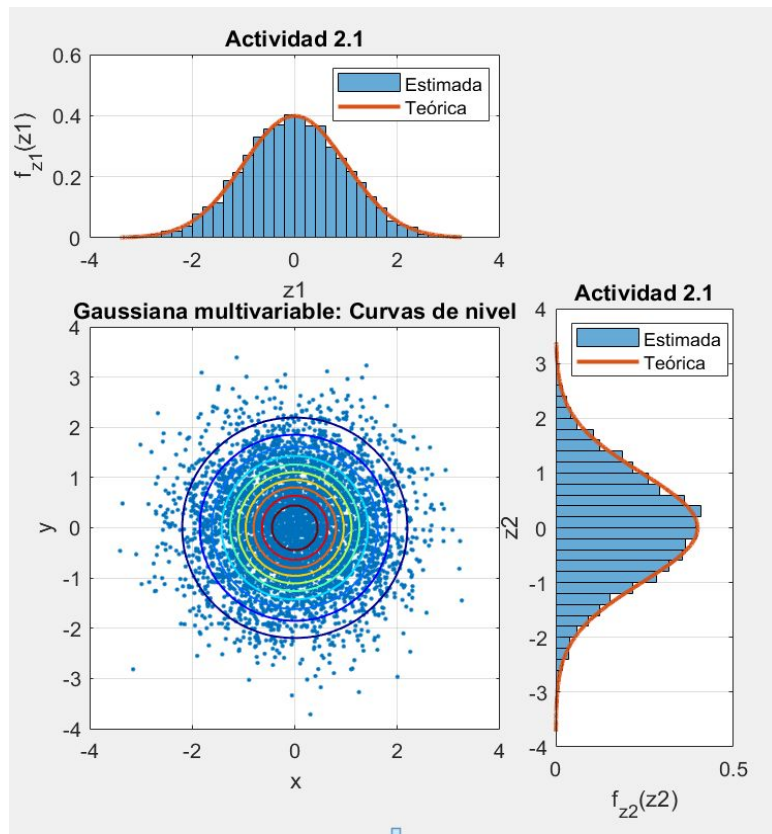 Actividad 2.1
0.6
0.4
0.2
0
f_z1(z1)
Estimada
Teórica
-4 -2 0 2 4
z1
Gaussiana multivariable: Curvas de nivel
4
3
2
1
0
-1
-2
-3
-4
y
-4 -2 0 2 4
x
Actividad 2.1
4
3
2
1
0
-1
-2
-3
-4
z2
Estimada
Teórica
0 0.5
f_z2(z2)